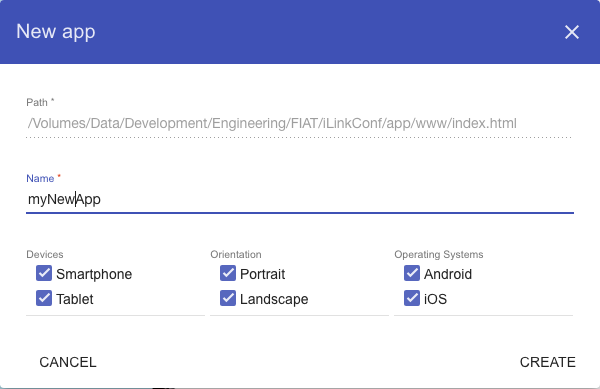 New app
Path *
/Volumes/Data/Development/Engineering/FIAT/iLinkConf/app/www/index.html
Name *
myNewApp
Devices Orientation Operating Systems
Smartphone Portrait Android
Tablet Landscape iOS
CANCEL CREATE